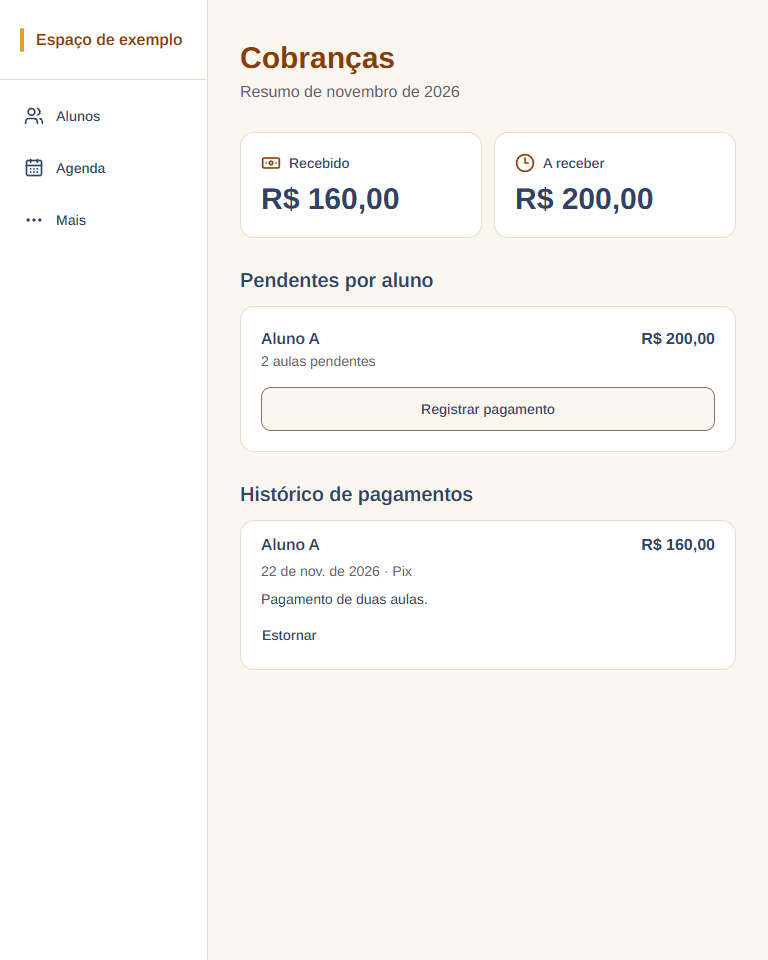 Espaço de exemplo
Alunos
Agenda
Mais
Cobranças
Resumo de novembro de 2026
Recebido
R$ 160,00
A receber
R$ 200,00
Pendentes por aluno
Aluno A
R$ 200,00
2 aulas pendentes
Registrar pagamento
Histórico de pagamentos
Aluno A
R$ 160,00
22 de nov. de 2026 · Pix
Pagamento de duas aulas.
Estornar